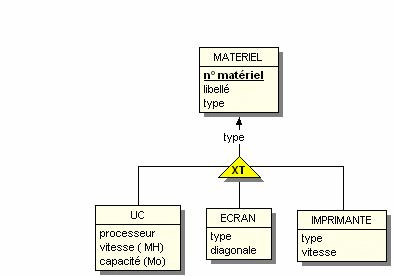 MATERIEL
n° matériel
libellé
type
type
XT
UC
processeur
vitesse ( MH)
capacité (Mo)
ECRAN
type
diagonale
IMPRIMANTE
type
vitesse